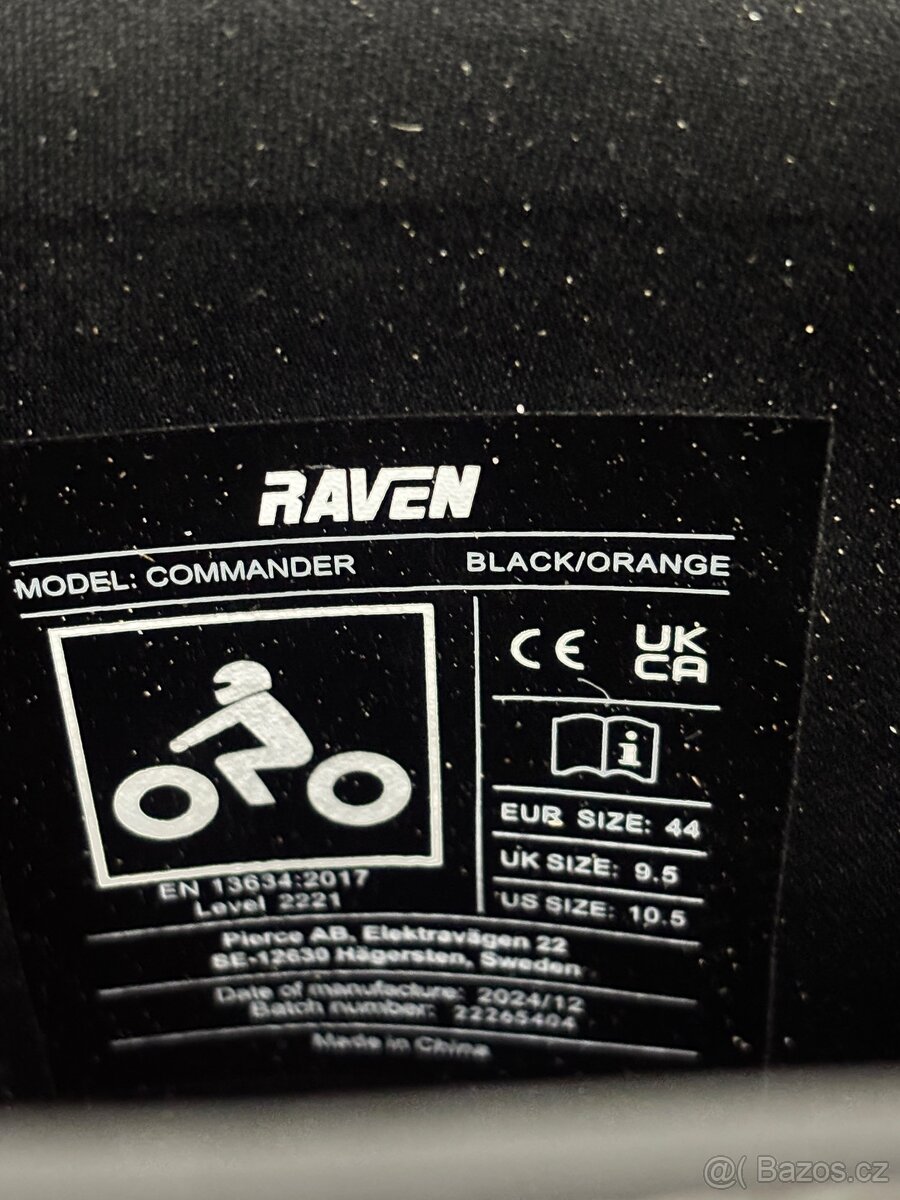 RAVEN
MODEL: COMMANDER BLACK/ORANGE
CE UK
CA
i
EUR SIZE: 44
UK SIZE: 9.5
US SIZE: 10.5
EN 13634:2017
Level 2221
Pierce AB, Elektravägen 22
SE-12630 Hägersten, Sweden
Date of manufacture: 2024/12
Batch number: 22265404
Made in China
@( Bazos.cz